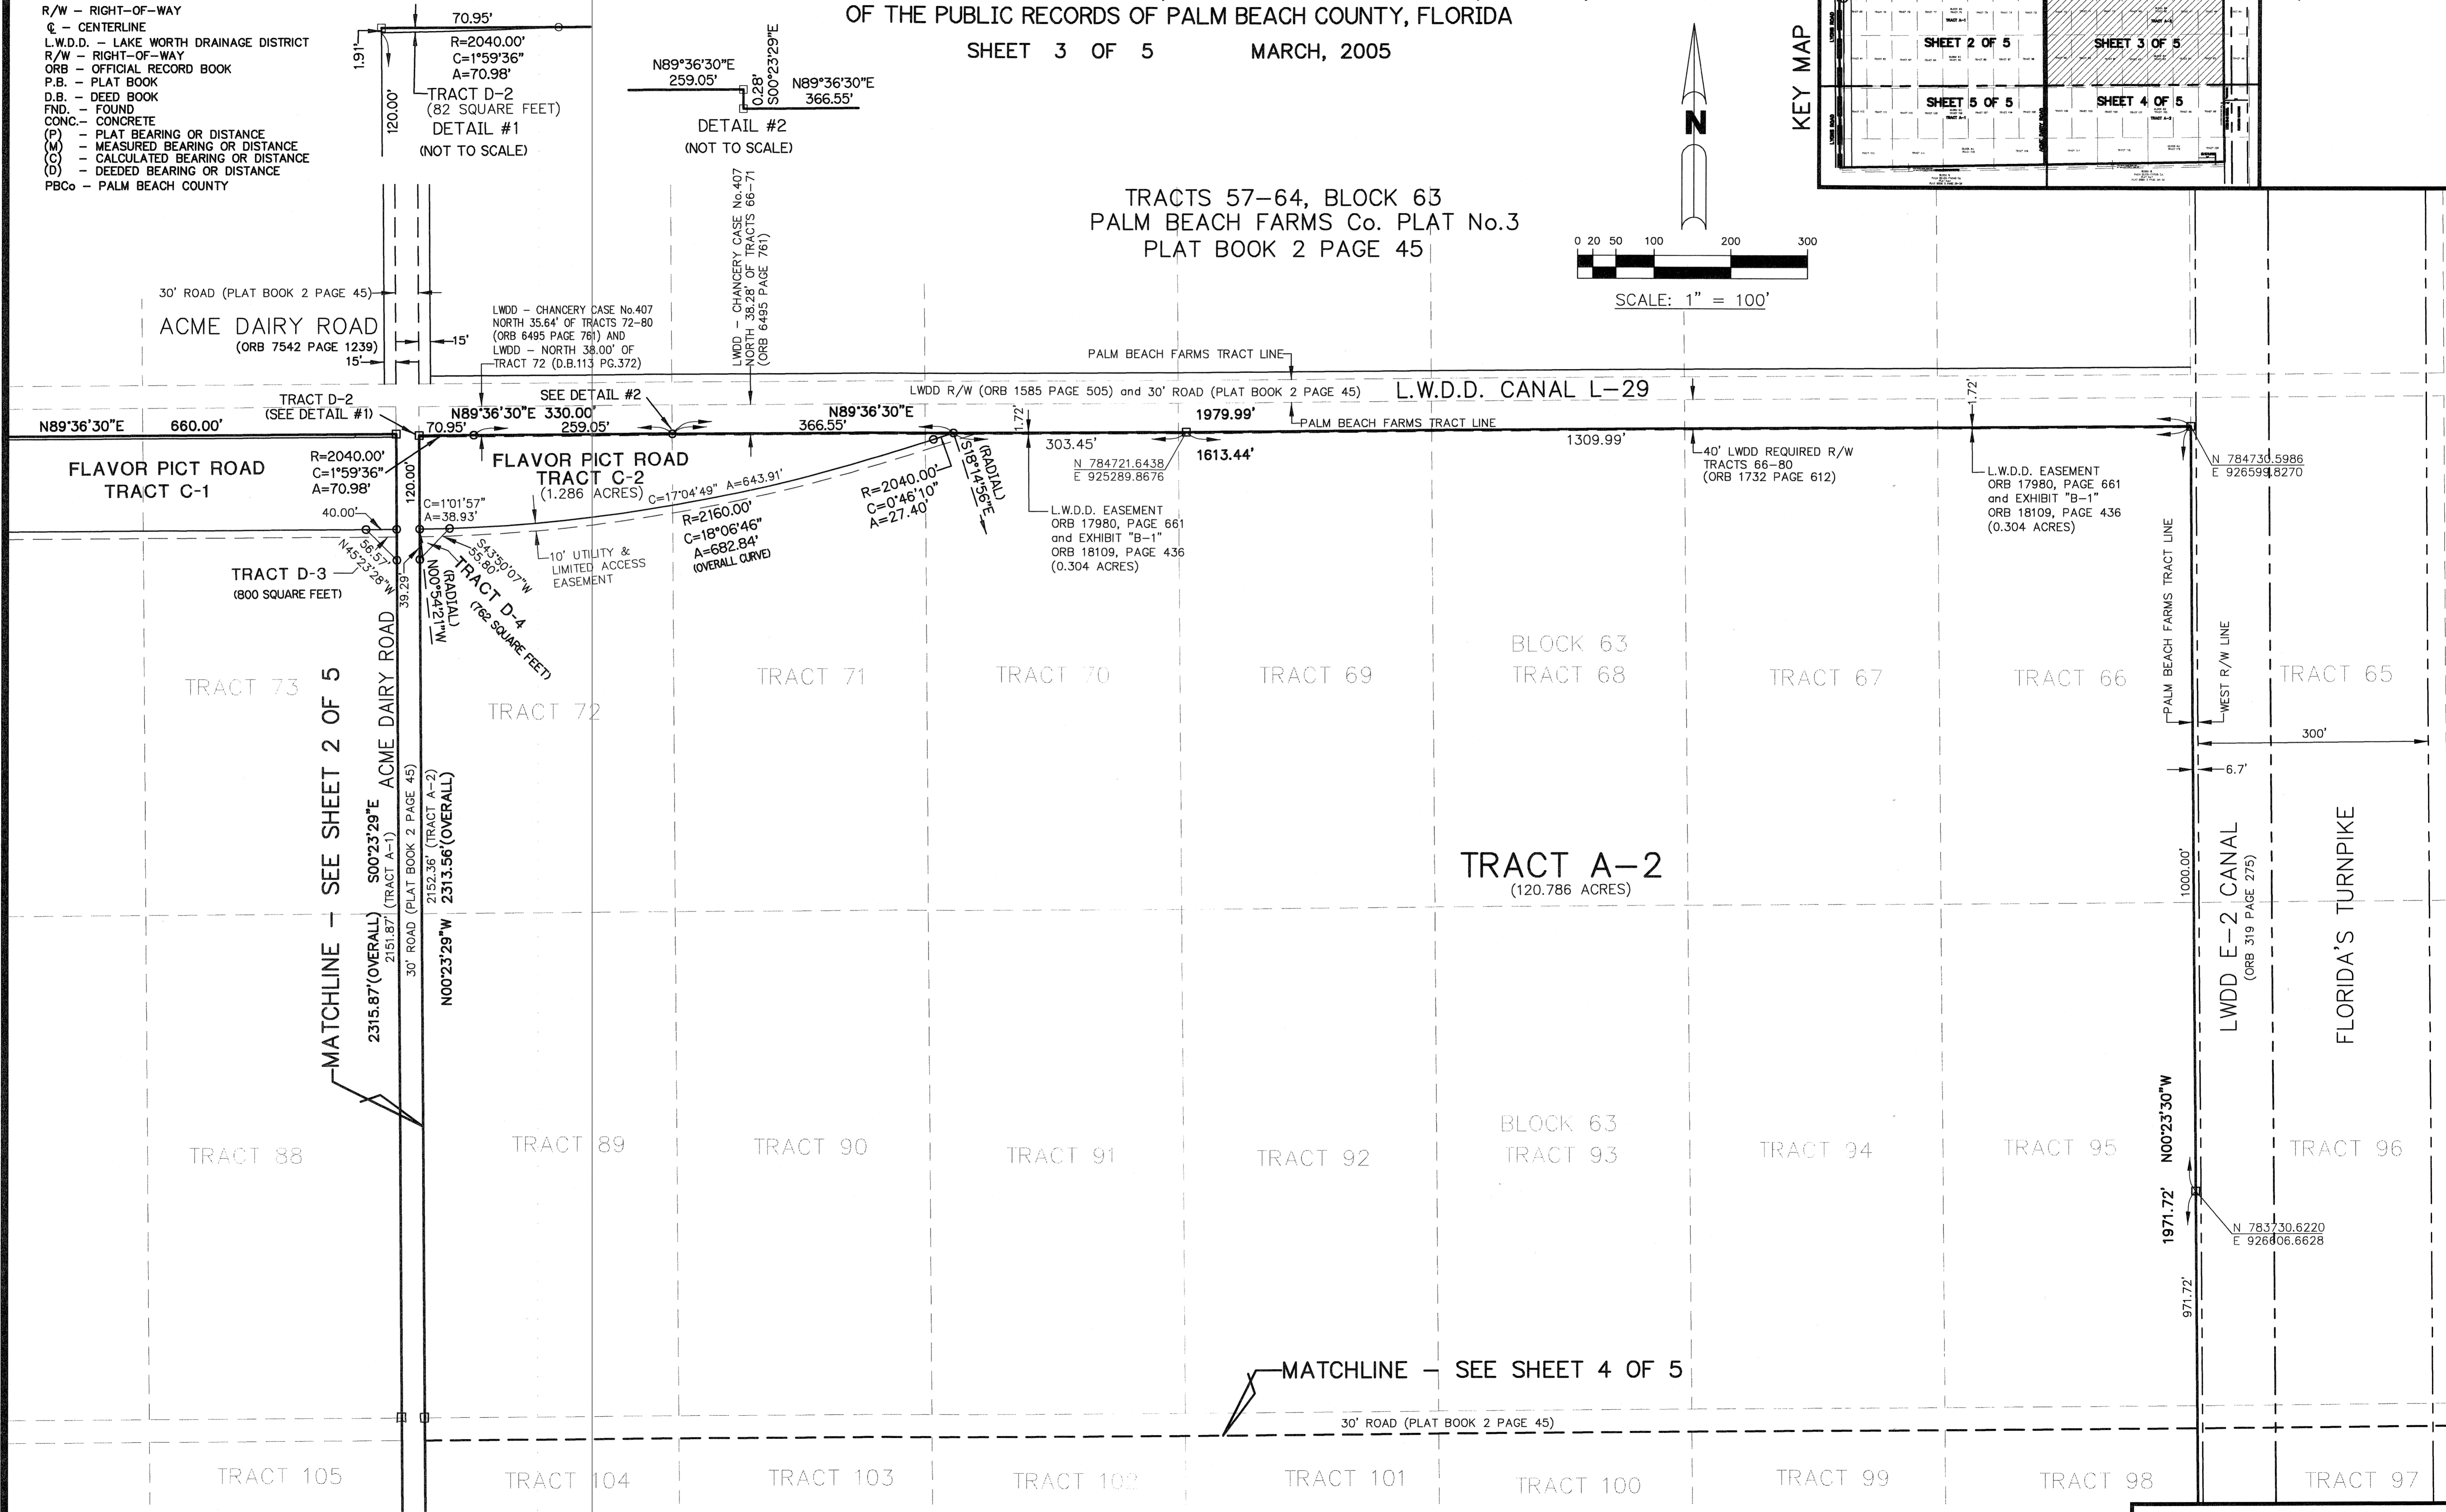 R/W – RIGHT-OF-WAY
℄ – CENTERLINE
L.W.D.D. – LAKE WORTH DRAINAGE DISTRICT
R/W – RIGHT-OF-WAY
ORB – OFFICIAL RECORD BOOK
P.B. – PLAT BOOK
D.B. – DEED BOOK
FND. – FOUND
CONC.– CONCRETE
(P) – PLAT BEARING OR DISTANCE
(M) – MEASURED BEARING OR DISTANCE
(C) – CALCULATED BEARING OR DISTANCE
(D) – DEEDED BEARING OR DISTANCE
PBCo – PALM BEACH COUNTY
70.95'
1.91'
120.00'
R=2040.00'
C=1°59'36"
A=70.98'
TRACT D-2
(82 SQUARE FEET)
DETAIL #1
(NOT TO SCALE)
N89°36'30"E
259.05'
0.28'
S00°23'29"E
N89°36'30"E
366.55'
DETAIL #2
(NOT TO SCALE)
OF THE PUBLIC RECORDS OF PALM BEACH COUNTY, FLORIDA
SHEET 3 OF 5 MARCH, 2005
N
KEY MAP
SHEET 2 OF 5
SHEET 3 OF 5
SHEET 5 OF 5
SHEET 4 OF 5
LYONS ROAD
LYONS ROAD
ACME DAIRY ROAD
TRACTS 57–64, BLOCK 63
PALM BEACH FARMS Co. PLAT No.3
PLAT BOOK 2 PAGE 45
0 20 50 100 200 300
SCALE: 1" = 100'
30' ROAD (PLAT BOOK 2 PAGE 45)
ACME DAIRY ROAD
(ORB 7542 PAGE 1239)
15'
15'
LWDD – CHANCERY CASE No.407
NORTH 35.64' OF TRACTS 72-80
(ORB 6495 PAGE 761) AND
LWDD – NORTH 38.00' OF
TRACT 72 (D.B.113 PG.372)
LWDD – CHANCERY CASE No.407
NORTH 38.28' OF TRACTS 66-71
(ORB 6495 PAGE 761)
PALM BEACH FARMS TRACT LINE
LWDD R/W (ORB 1585 PAGE 505) and 30' ROAD (PLAT BOOK 2 PAGE 45)
L.W.D.D. CANAL L-29
1.72'
TRACT D-2
(SEE DETAIL #1)
SEE DETAIL #2
N89°36'30"E 660.00'
N89°36'30"E 330.00'
70.95'
259.05'
N89°36'30"E
366.55'
1.72'
1979.99'
PALM BEACH FARMS TRACT LINE
303.45'
1613.44'
1309.99'
N 784721.6438
E 925289.8676
N 784730.5986
E 926599.8270
FLAVOR PICT ROAD
TRACT C-1
R=2040.00'
C=1°59'36"
A=70.98'
120.00'
FLAVOR PICT ROAD
TRACT C-2
(1.286 ACRES)
C=17°04'49" A=643.91'
R=2160.00'
C=18°06'46"
A=682.84'
(OVERALL CURVE)
R=2040.00'
C=0°46'10"
A=27.40'
(RADIAL)
S18°14'56"E
C=1°01'57"
A=38.93'
40.00'
56.57'
N45°23'28"W
39.29'
S43°50'07"W
55.80'
(RADIAL)
N00°54'21"W
TRACT D-3
(800 SQUARE FEET)
TRACT D-4
(762 SQUARE FEET)
10' UTILITY &
LIMITED ACCESS
EASEMENT
L.W.D.D. EASEMENT
ORB 17980, PAGE 661
and EXHIBIT "B-1"
ORB 18109, PAGE 436
(0.304 ACRES)
40' LWDD REQUIRED R/W
TRACTS 66-80
(ORB 1732 PAGE 612)
L.W.D.D. EASEMENT
ORB 17980, PAGE 661
and EXHIBIT "B-1"
ORB 18109, PAGE 436
(0.304 ACRES)
PALM BEACH FARMS TRACT LINE
WEST R/W LINE
300'
6.7'
TRACT 73
TRACT 72
TRACT 71
TRACT 70
TRACT 69
BLOCK 63
TRACT 68
TRACT 67
TRACT 66
TRACT 65
MATCHLINE – SEE SHEET 2 OF 5
ACME DAIRY ROAD
2315.87'(OVERALL) S00°23'29"E
2151.87' (TRACT A-1)
30' ROAD (PLAT BOOK 2 PAGE 45)
2152.36' (TRACT A-2)
N00°23'29"W 2313.56'(OVERALL)
TRACT A-2
(120.786 ACRES)
1000.00'
LWDD E-2 CANAL
(ORB 319 PAGE 275)
FLORIDA'S TURNPIKE
1971.72' N00°23'30"W
971.72'
N 783730.6220
E 926606.6628
TRACT 88
TRACT 89
TRACT 90
TRACT 91
TRACT 92
BLOCK 63
TRACT 93
TRACT 94
TRACT 95
TRACT 96
MATCHLINE – SEE SHEET 4 OF 5
30' ROAD (PLAT BOOK 2 PAGE 45)
TRACT 105
TRACT 104
TRACT 103
TRACT 102
TRACT 101
TRACT 100
TRACT 99
TRACT 98
TRACT 97